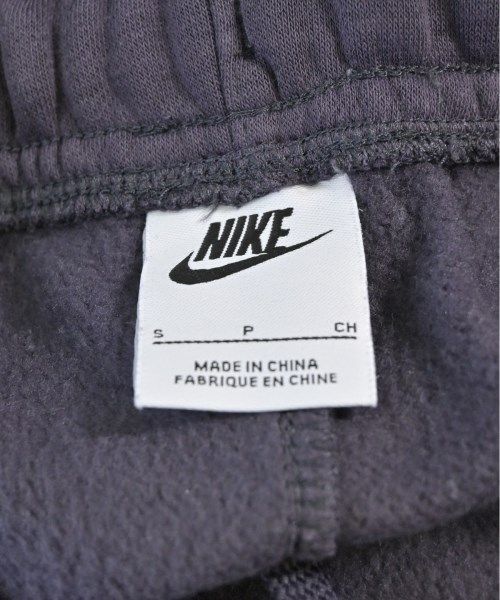 NIKE
S P CH
MADE IN CHINA
FABRIQUE EN CHINE